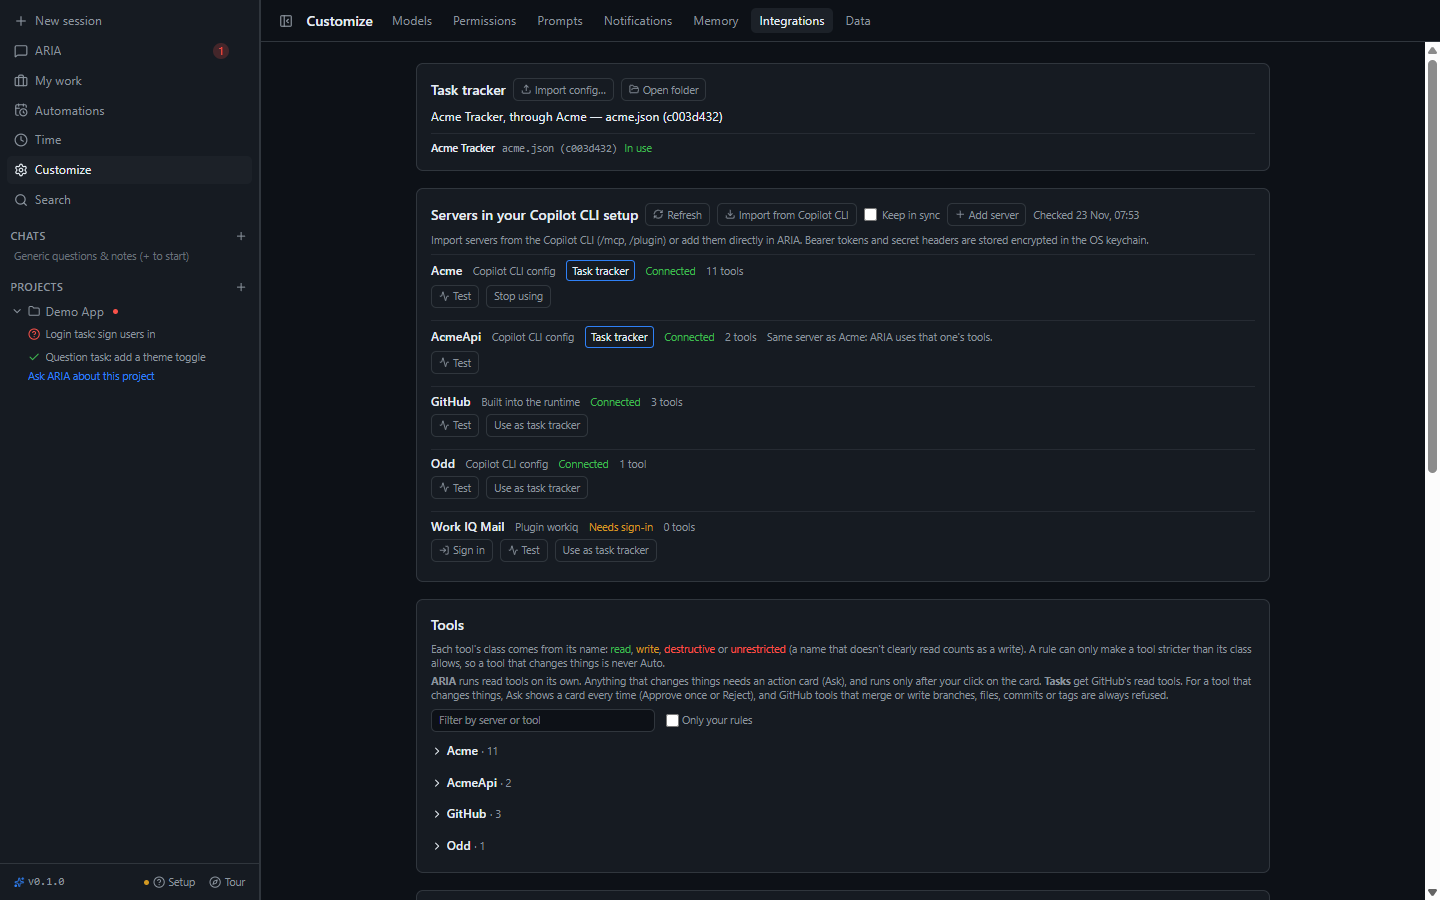 New session
ARIA
1
My work
Automations
Time
Customize
Search
CHATS
Generic questions & notes (+ to start)
PROJECTS
Demo App
Login task: sign users in
Question task: add a theme toggle
Ask ARIA about this project
v0.1.0
Setup
Tour
Customize Models Permissions Prompts Notifications Memory Integrations Data
Task tracker Import config... Open folder
Acme Tracker, through Acme — acme.json (c003d432)
Acme Tracker acme.json (c003d432) In use
Servers in your Copilot CLI setup Refresh Import from Copilot CLI Keep in sync Add server Checked 23 Nov, 07:53
Import servers from the Copilot CLI (/mcp, /plugin) or add them directly in ARIA. Bearer tokens and secret headers are stored encrypted in the OS keychain.
Acme Copilot CLI config Task tracker Connected 11 tools
Test Stop using
AcmeApi Copilot CLI config Task tracker Connected 2 tools Same server as Acme: ARIA uses that one's tools.
Test
GitHub Built into the runtime Connected 3 tools
Test Use as task tracker
Odd Copilot CLI config Connected 1 tool
Test Use as task tracker
Work IQ Mail Plugin workiq Needs sign-in 0 tools
Sign in Test Use as task tracker
Tools
Each tool's class comes from its name: read, write, destructive or unrestricted (a name that doesn't clearly read counts as a write). A rule can only make a tool stricter than its class
allows, so a tool that changes things is never Auto.
ARIA runs read tools on its own. Anything that changes things needs an action card (Ask), and runs only after your click on the card. Tasks get GitHub's read tools. For a tool that
changes things, Ask shows a card every time (Approve once or Reject), and GitHub tools that merge or write branches, files, commits or tags are always refused.
Filter by server or tool Only your rules
Acme · 11
AcmeApi · 2
GitHub · 3
Odd · 1